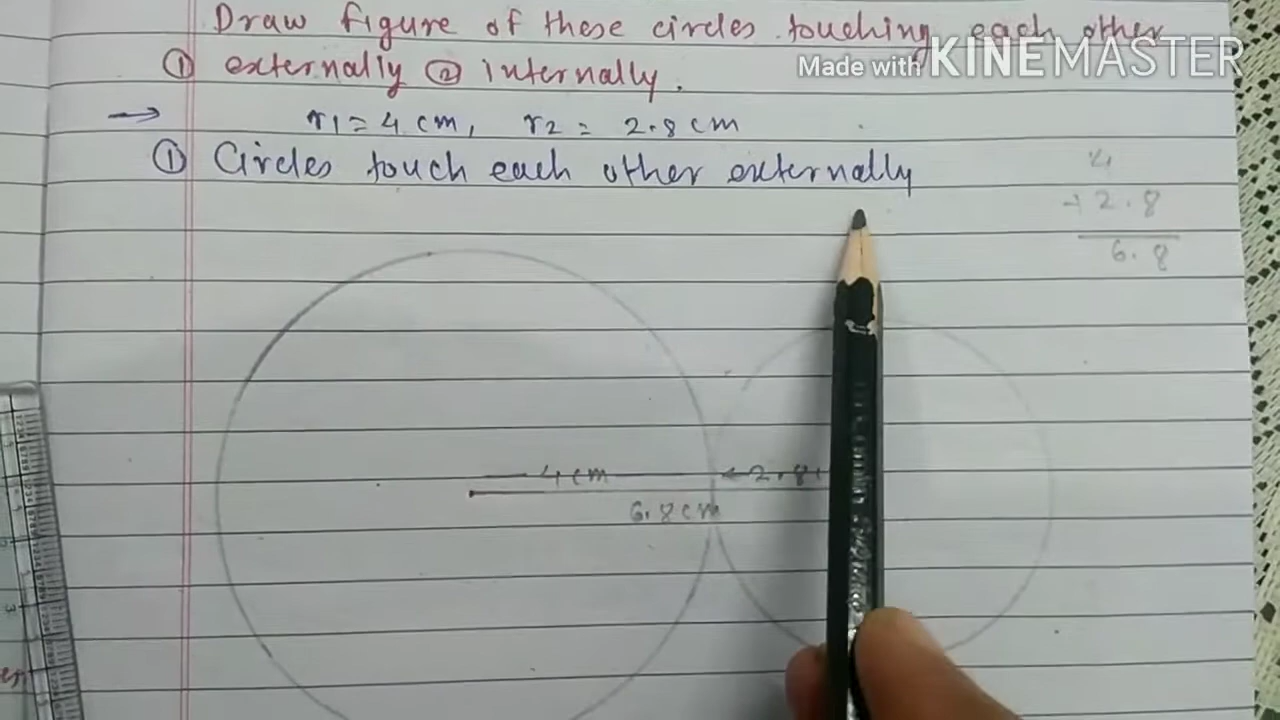 Draw figure of these circles touching each other
① externally ② internally.
Made with KINEMASTER
→ r1 = 4 cm, r2 = 2.8 cm
① Circles touch each other externally
4
+ 2.8
6.8
4 cm
2.8
6.8 cm